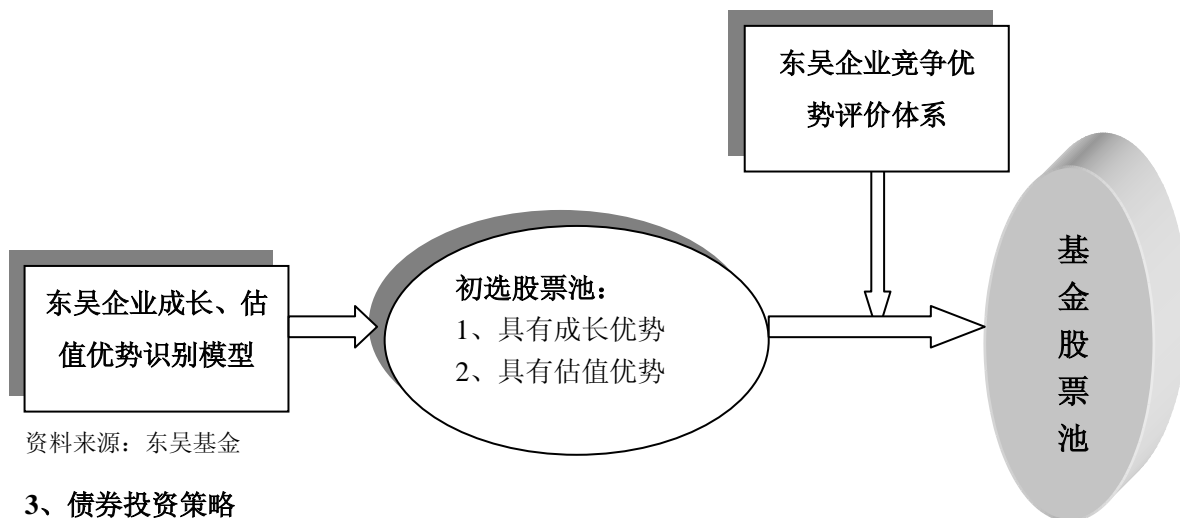 东吴企业竞争优
势评价体系
东吴企业成长、估
值优势识别模型
初选股票池：
1、具有成长优势
2、具有估值优势
基
金
股
票
池
资料来源：东吴基金
3、债券投资策略